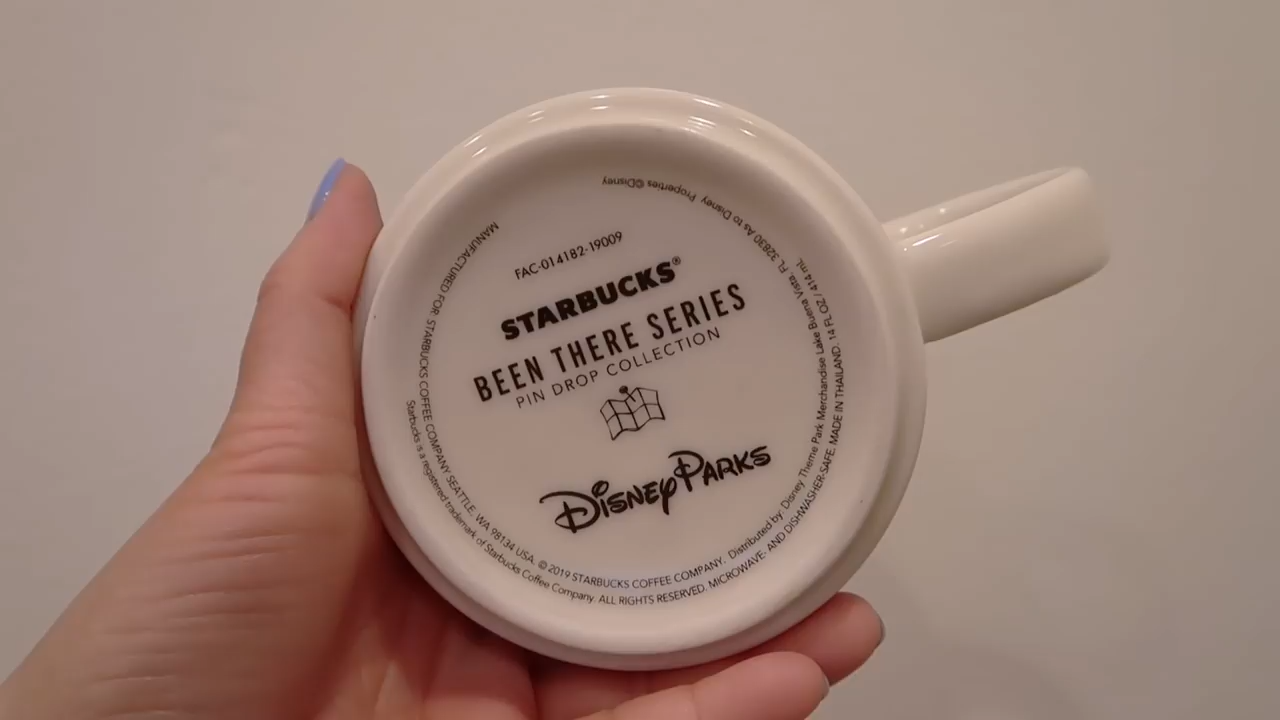 FAC-014182-19009
STARBUCKS®
BEEN THERE SERIES
PIN DROP COLLECTION
Disney Parks
MANUFACTURED FOR: STARBUCKS COFFEE COMPANY SEATTLE, WA 98134 USA. © 2019 STARBUCKS COFFEE COMPANY. Distributed by: Disney Theme Park Merchandise Lake Buena Vista, FL 32830 As to Disney Properties ©Disney
Starbucks is a registered trademark of Starbucks Coffee Company. ALL RIGHTS RESERVED. MICROWAVE- AND DISHWASHER-SAFE. MADE IN THAILAND. 14 FL OZ / 414 mL